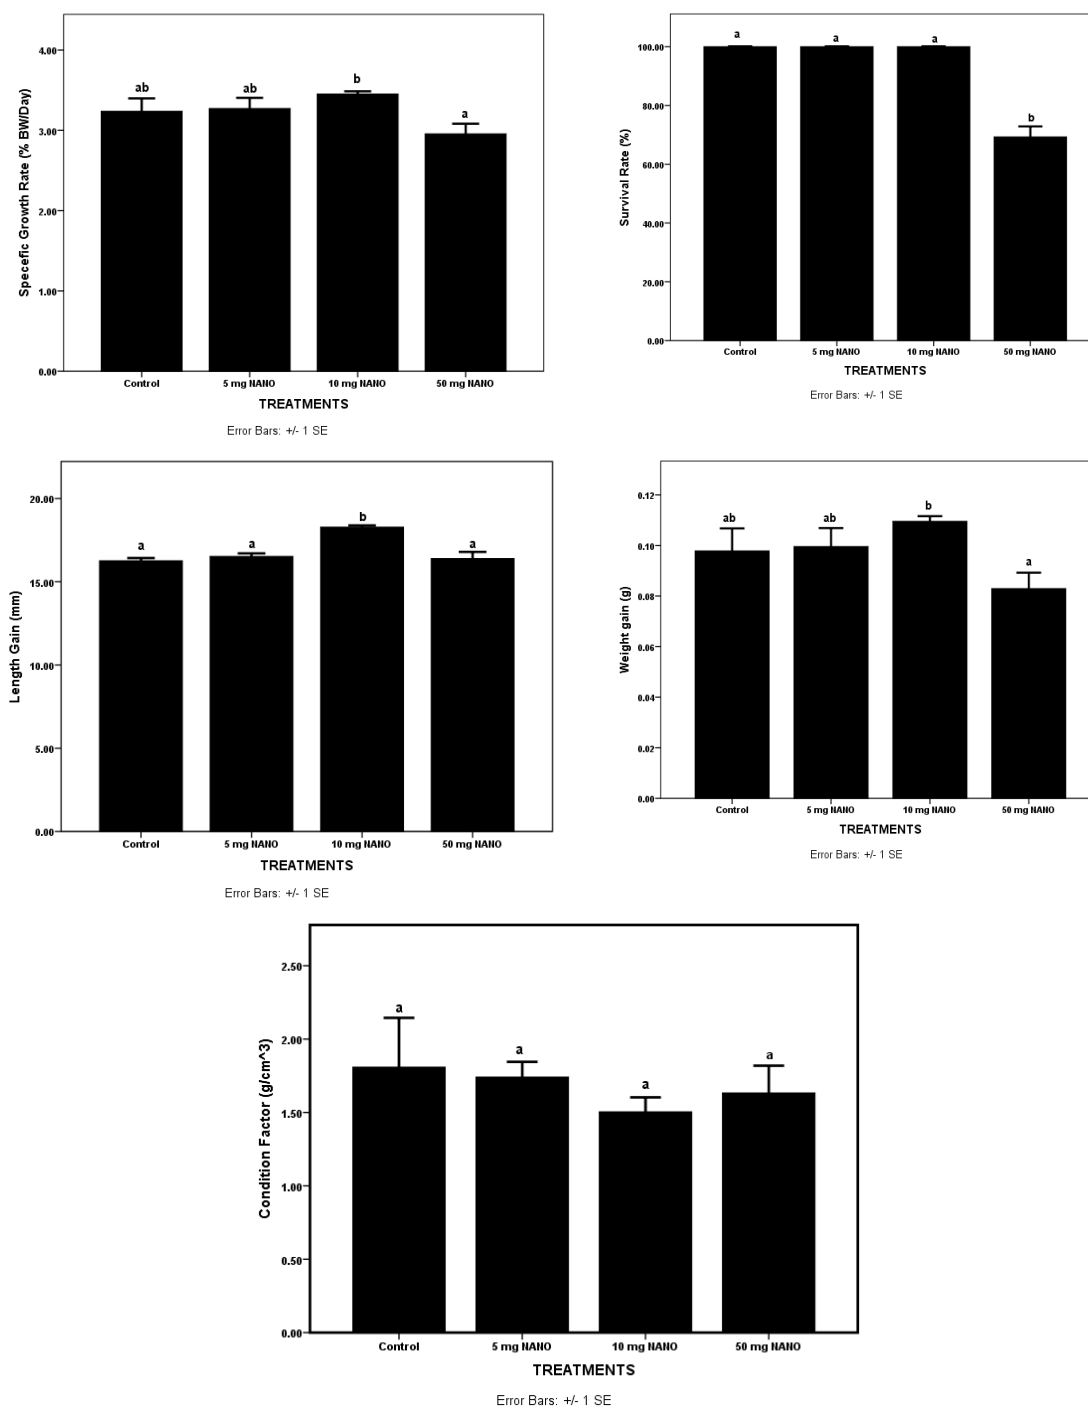 Specefic Growth Rate (% BW/Day)
4.00
3.00
2.00
1.00
0.00
ab
ab
b
a
Control
5 mg NANO
10 mg NANO
50 mg NANO
TREATMENTS
Error Bars: +/- 1 SE
Survival Rate (%)
100.00
80.00
60.00
40.00
20.00
0.00
a
a
a
b
Control
5 mg NANO
10 mg NANO
50 mg NANO
TREATMENTS
Error Bars: +/- 1 SE
Length Gain (mm)
20.00
15.00
10.00
5.00
0.00
a
a
b
a
Control
5 mg NANO
10 mg NANO
50 mg NANO
TREATMENTS
Error Bars: +/- 1 SE
Weight gain (g)
0.12
0.10
0.08
0.06
0.04
0.02
0.00
ab
ab
b
a
Control
5 mg NANO
10 mg NANO
50 mg NANO
TREATMENTS
Error Bars: +/- 1 SE
Condition Factor (g/cm^3)
2.50
2.00
1.50
1.00
0.50
0.00
a
a
a
a
Control
5 mg NANO
10 mg NANO
50 mg NANO
TREATMENTS
Error Bars: +/- 1 SE